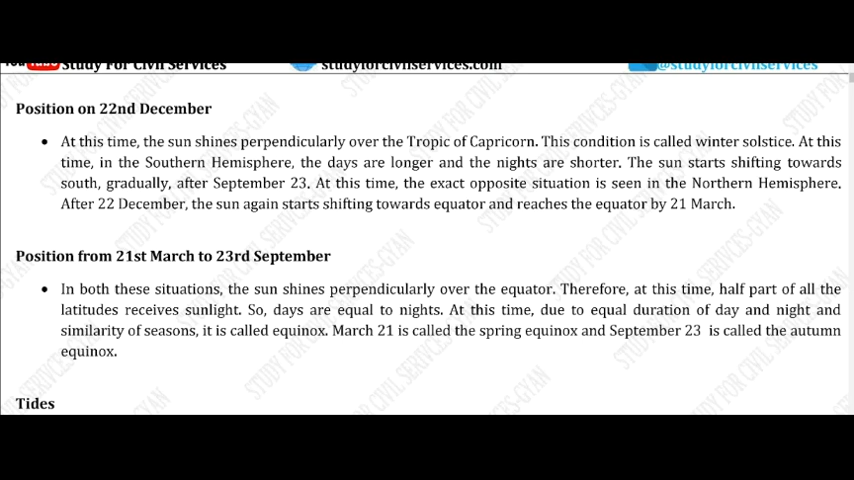 Study For Civil Services studyforcivilservices.com @studyforcivilservices
Position on 22nd December
• At this time, the sun shines perpendicularly over the Tropic of Capricorn. This condition is called winter solstice. At this
time, in the Southern Hemisphere, the days are longer and the nights are shorter. The sun starts shifting towards
south, gradually, after September 23. At this time, the exact opposite situation is seen in the Northern Hemisphere.
After 22 December, the sun again starts shifting towards equator and reaches the equator by 21 March.
Position from 21st March to 23rd September
• In both these situations, the sun shines perpendicularly over the equator. Therefore, at this time, half part of all the
latitudes receives sunlight. So, days are equal to nights. At this time, due to equal duration of day and night and
similarity of seasons, it is called equinox. March 21 is called the spring equinox and September 23 is called the autumn
equinox.
Tides